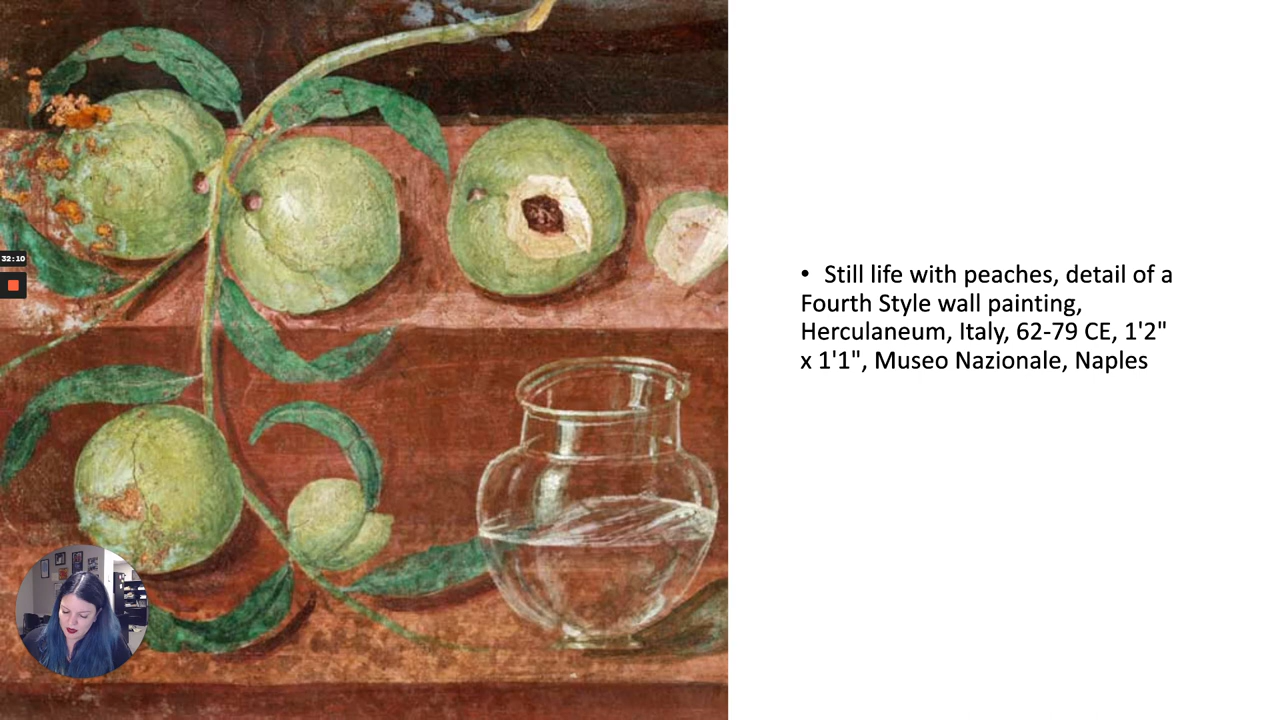 32:10
• Still life with peaches, detail of a
Fourth Style wall painting,
Herculaneum, Italy, 62-79 CE, 1'2"
x 1'1", Museo Nazionale, Naples